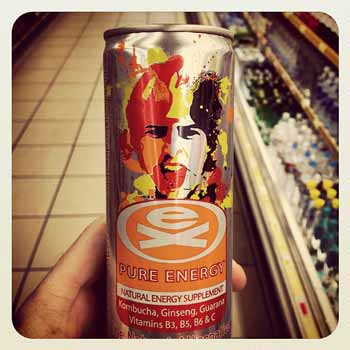 eX
PURE ENERGY
NATURAL ENERGY SUPPLEMENT
Kombucha, Ginseng, Guarana
Vitamins B3, B5, B6 & C